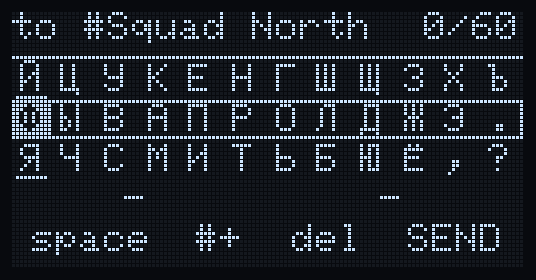 to #Squad North 0/60
Й Ц У К Е Н Г Ш Щ З Х Ъ
Ф Ы В А П Р О Л Д Ж Э .
Я Ч С М И Т Ь Б Ю Ё , ?
space #+ del SEND